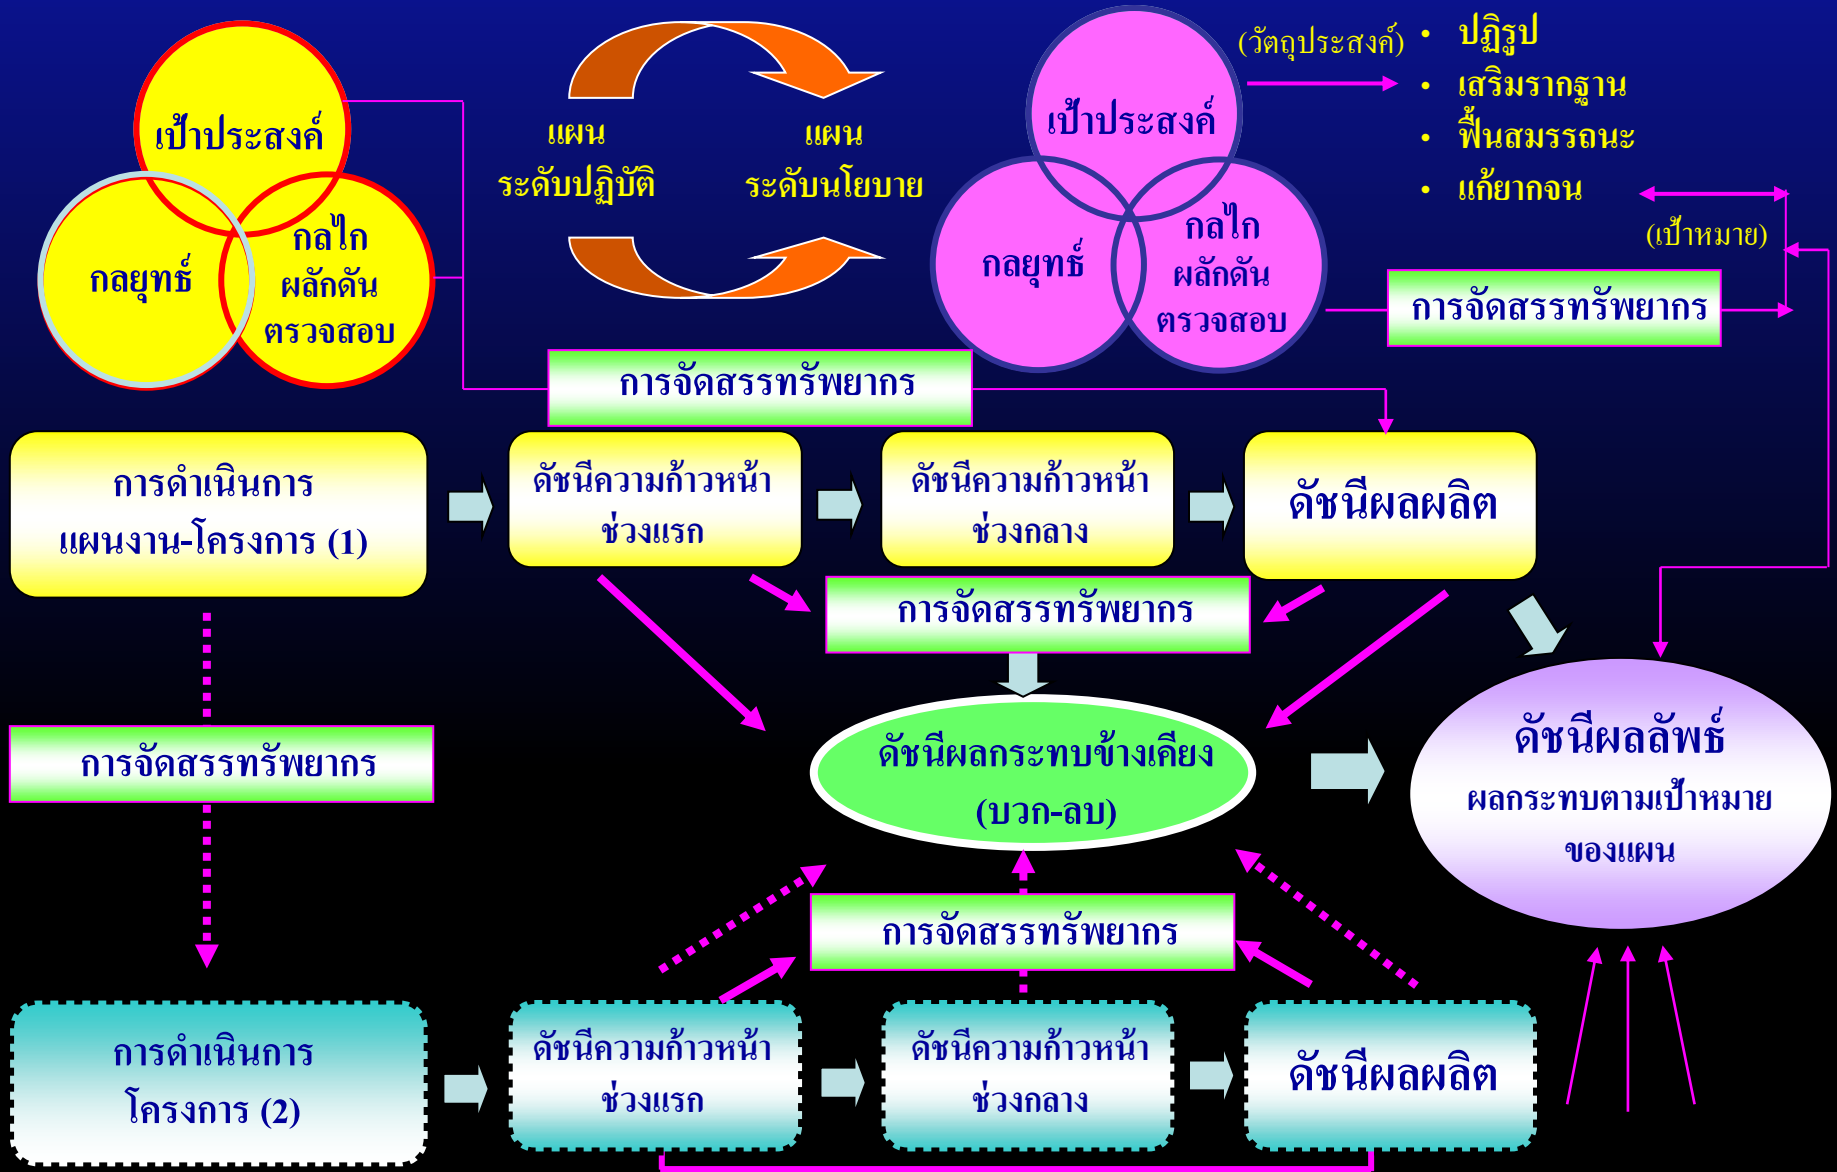 เป้าประสงค์
กลยุทธ์
กลไก
ผลักดัน
ตรวจสอบ
แผน
ระดับปฏิบัติ
แผน
ระดับนโยบาย
เป้าประสงค์
กลยุทธ์
กลไก
ผลักดัน
ตรวจสอบ
(วัตถุประสงค์)
• ปฏิรูป
• เสริมรากฐาน
• ฟื้นสมรรถนะ
• แก้ยากจน
(เป้าหมาย)
การจัดสรรทรัพยากร
การจัดสรรทรัพยากร
การดำเนินการ
แผนงาน-โครงการ (1)
ดัชนีความก้าวหน้า
ช่วงแรก
ดัชนีความก้าวหน้า
ช่วงกลาง
ดัชนีผลผลิต
การจัดสรรทรัพยากร
การจัดสรรทรัพยากร
ดัชนีผลกระทบข้างเคียง
(บวก-ลบ)
ดัชนีผลลัพธ์
ผลกระทบตามเป้าหมาย
ของแผน
การจัดสรรทรัพยากร
การดำเนินการ
โครงการ (2)
ดัชนีความก้าวหน้า
ช่วงแรก
ดัชนีความก้าวหน้า
ช่วงกลาง
ดัชนีผลผลิต